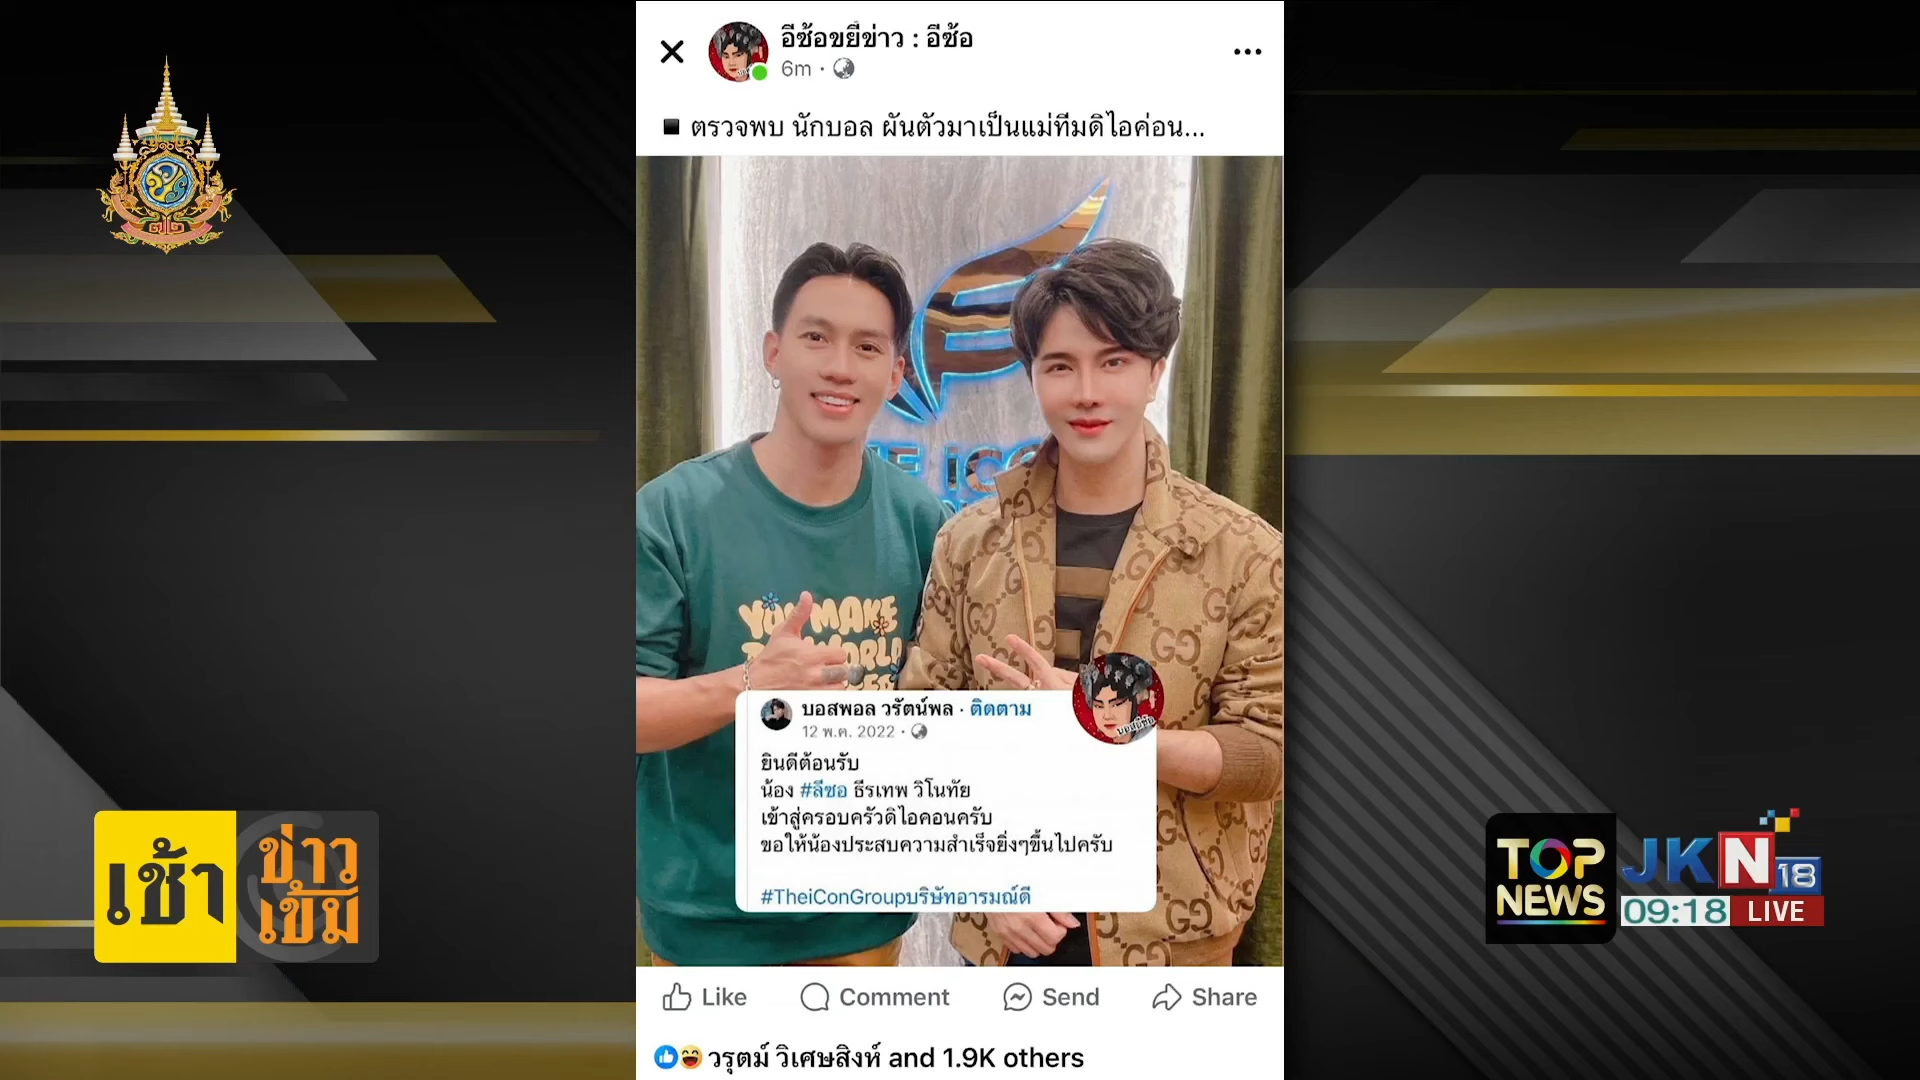 อีซ้อขยี้ข่าว : อีซ้อ
6m
ตรวจพบ นักบอล ผันตัวมาเป็นแม่ทีมดิไอค่อน...
YOU MAKE
WORLD
บอสพอล วรัตน์พล · ติดตาม
12 พ.ค. 2022
ยินดีต้อนรับ
น้อง #ลีซอ ธีรเทพ วิโนทัย
เข้าสู่ครอบครัวดิไอคอนครับ
ขอให้น้องประสบความสำเร็จยิ่งๆขึ้นไปครับ
#TheiConGroupบริษัทอารมณ์ดี
Like
Comment
Send
Share
วรุตม์ วิเศษสิงห์ and 1.9K others
เช้า
ข่าว
เข้ม
TOP
NEWS
JKN 18
09:18 LIVE